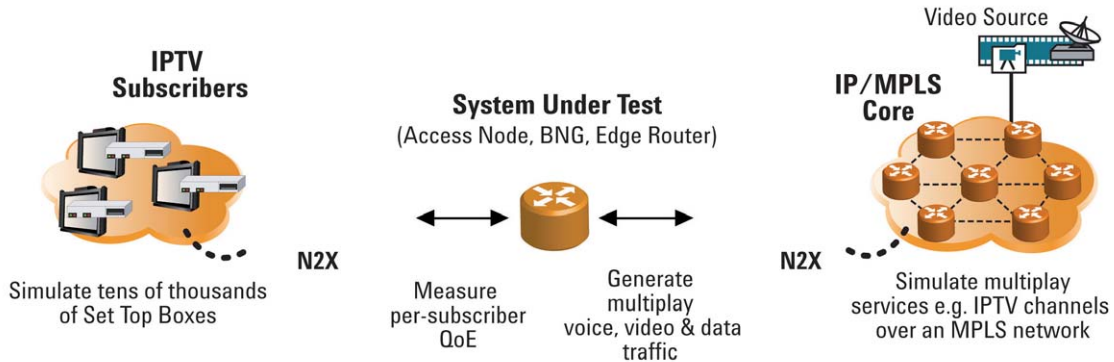 Video Source
IPTV
Subscribers
IP/MPLS
Core
System Under Test
(Access Node, BNG, Edge Router)
N2X
N2X
Simulate tens of thousands
of Set Top Boxes
Measure
per-subscriber
QoE
Generate
multiplay
voice, video & data
traffic
Simulate multiplay
services e.g. IPTV channels
over an MPLS network